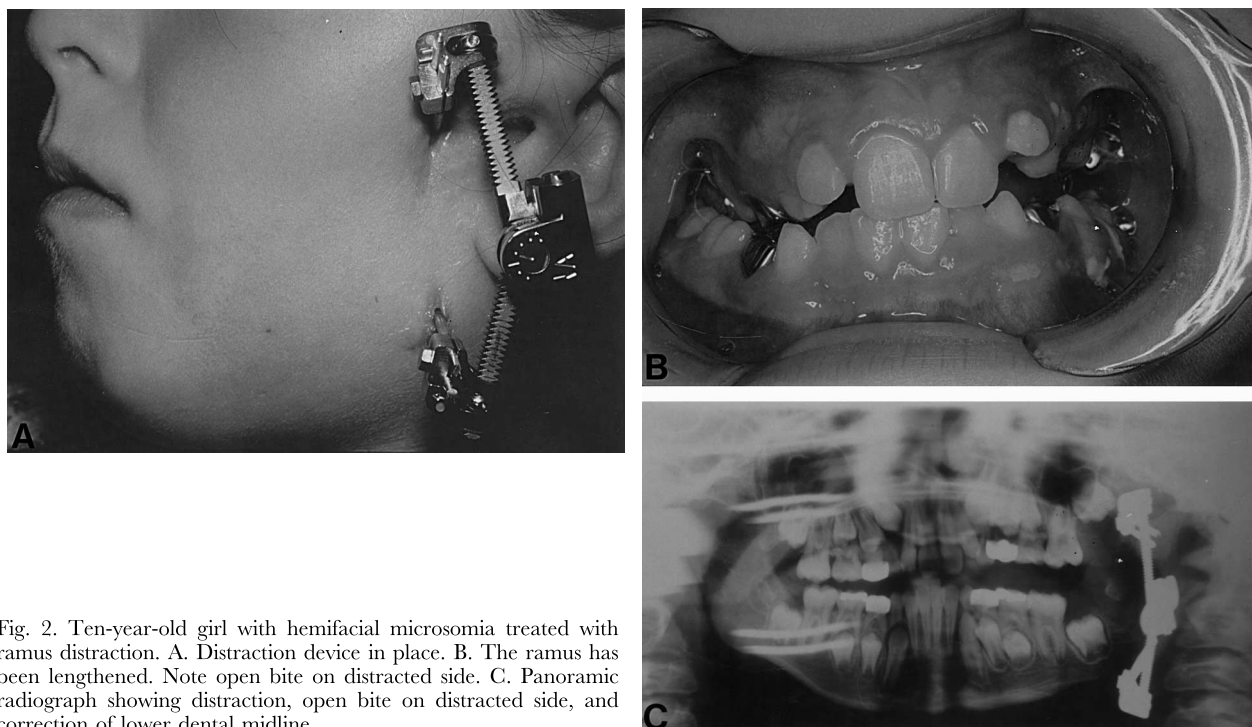 A
B
C
Fig. 2. Ten-year-old girl with hemifacial microsomia treated with
ramus distraction. A. Distraction device in place. B. The ramus has
been lengthened. Note open bite on distracted side. C. Panoramic
radiograph showing distraction, open bite on distracted side, and
correction of lower dental midline.